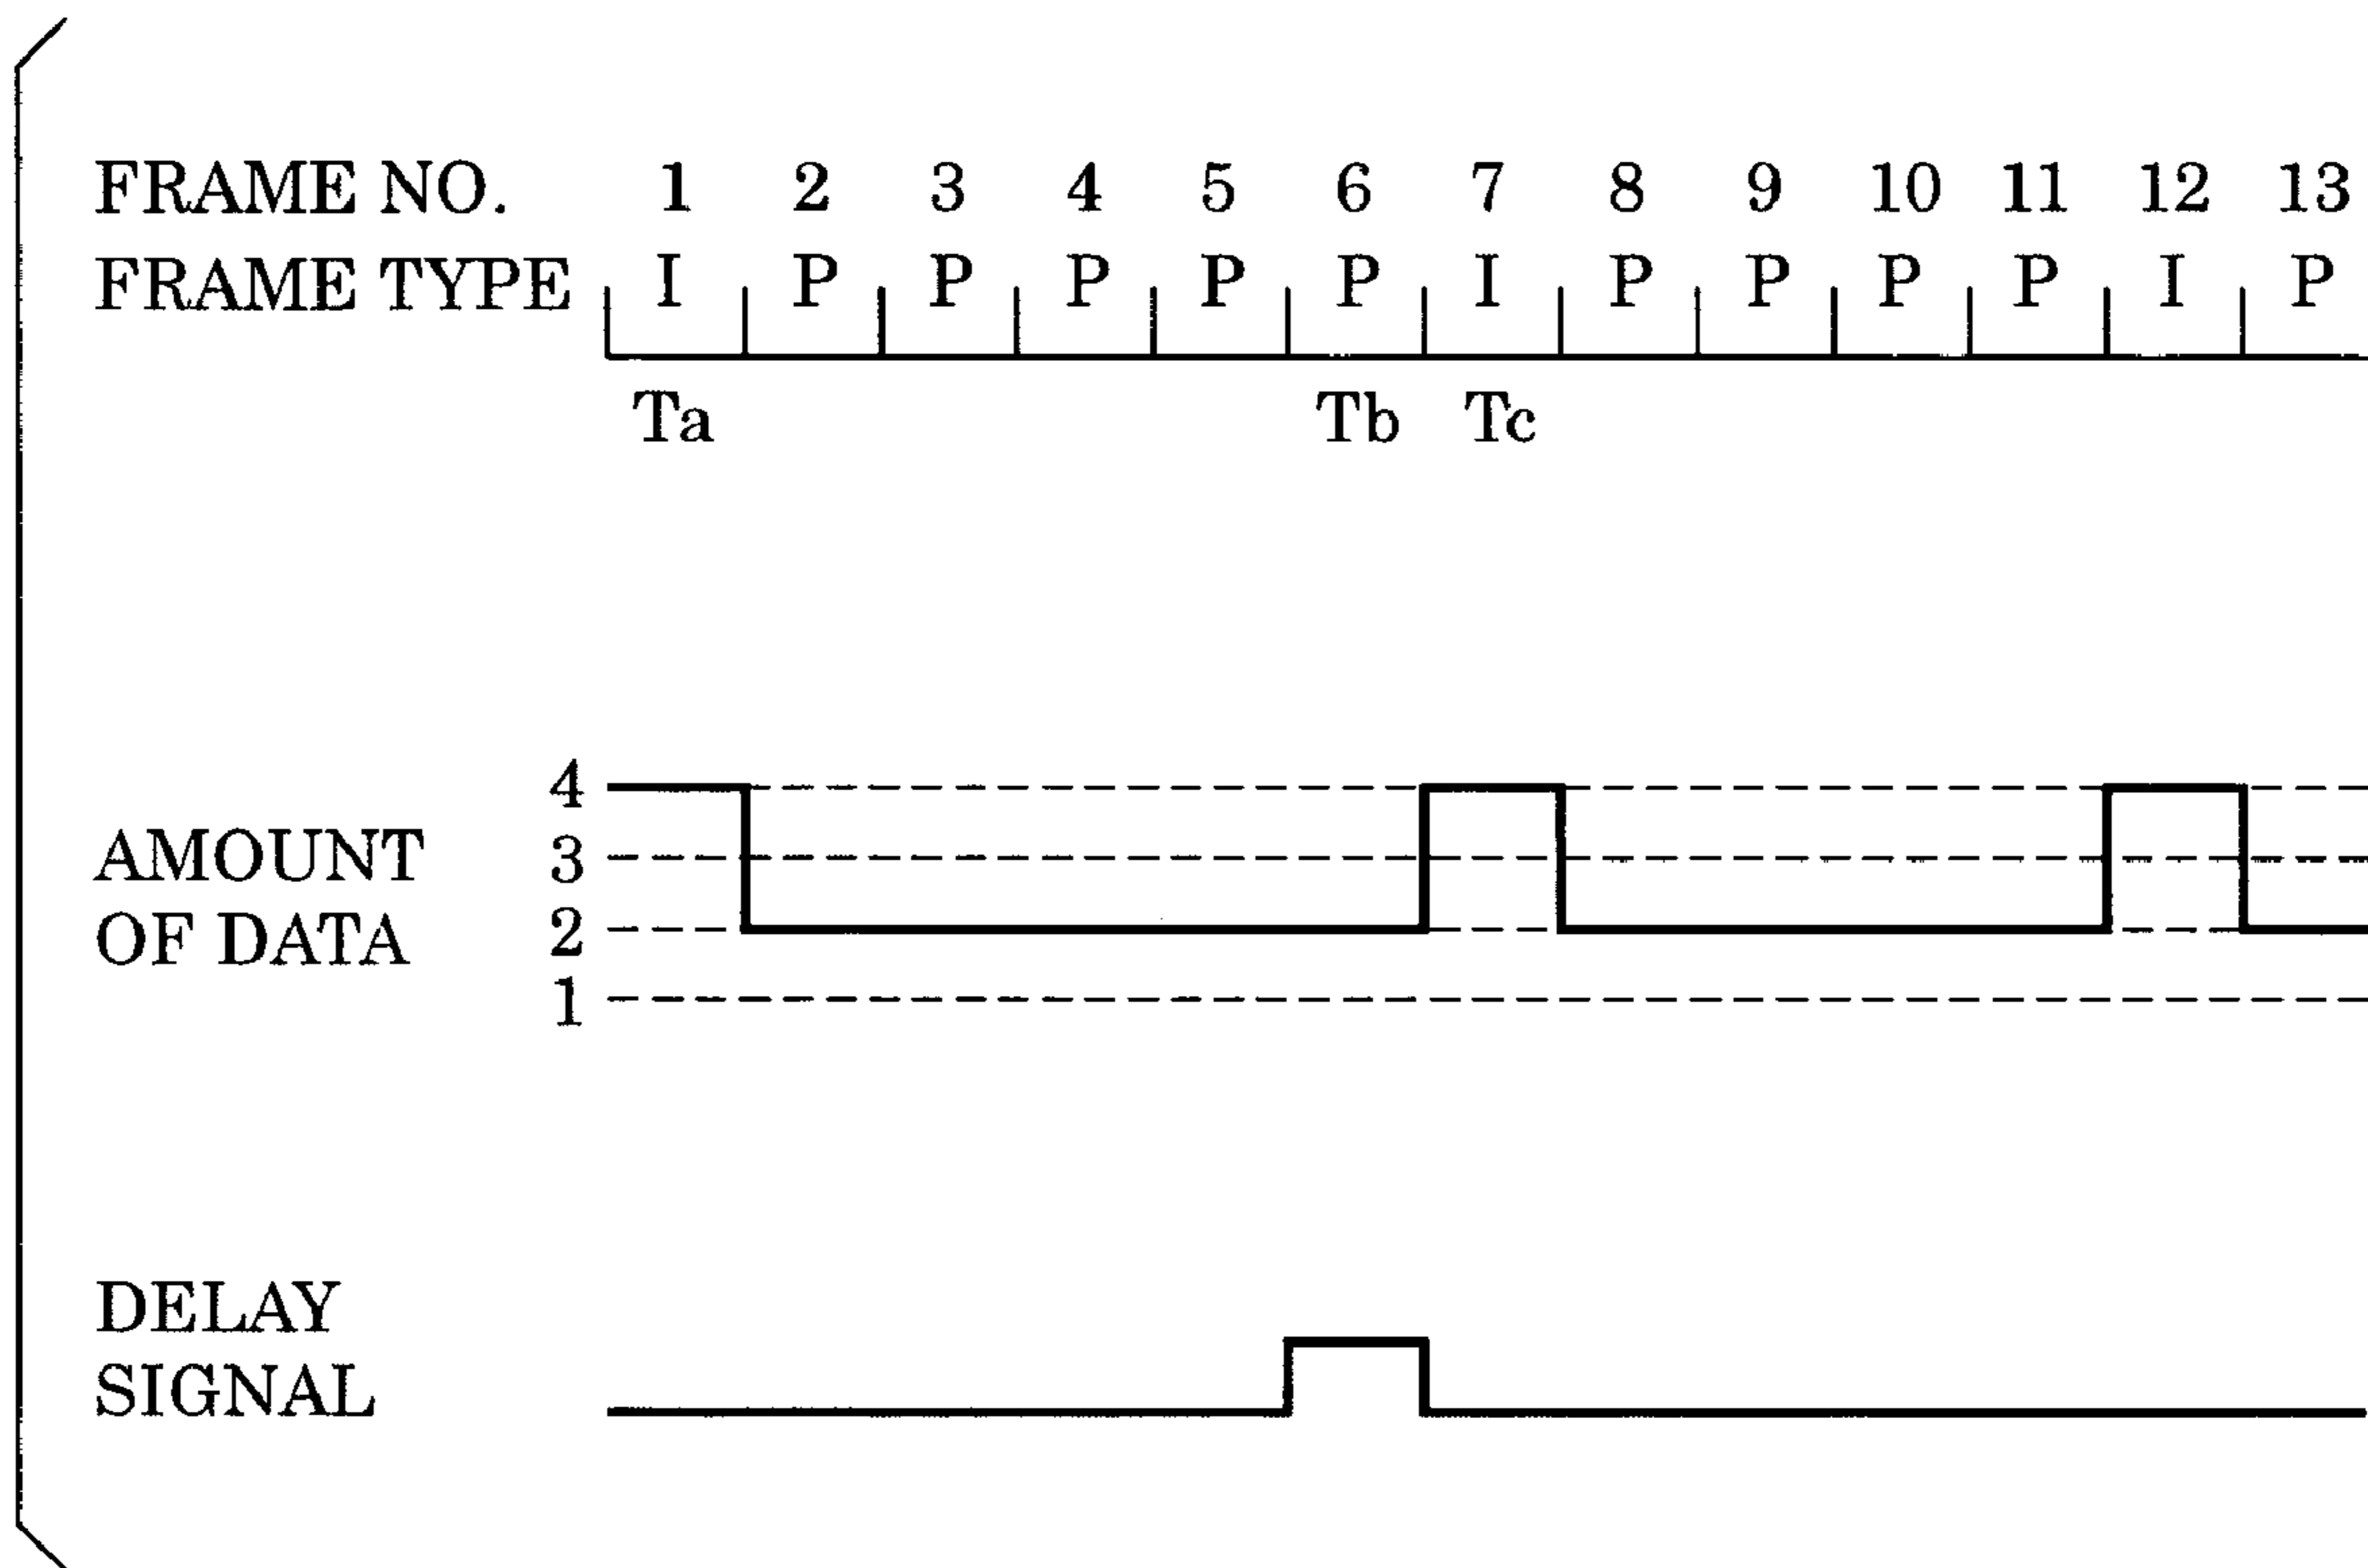 FRAME NO. 1 2 3 4 5 6 7 8 9 10 11 12 13
FRAME TYPE I P P P P P I P P P P I P
Ta Tb Tc
4
AMOUNT 3
OF DATA 2
1
DELAY
SIGNAL